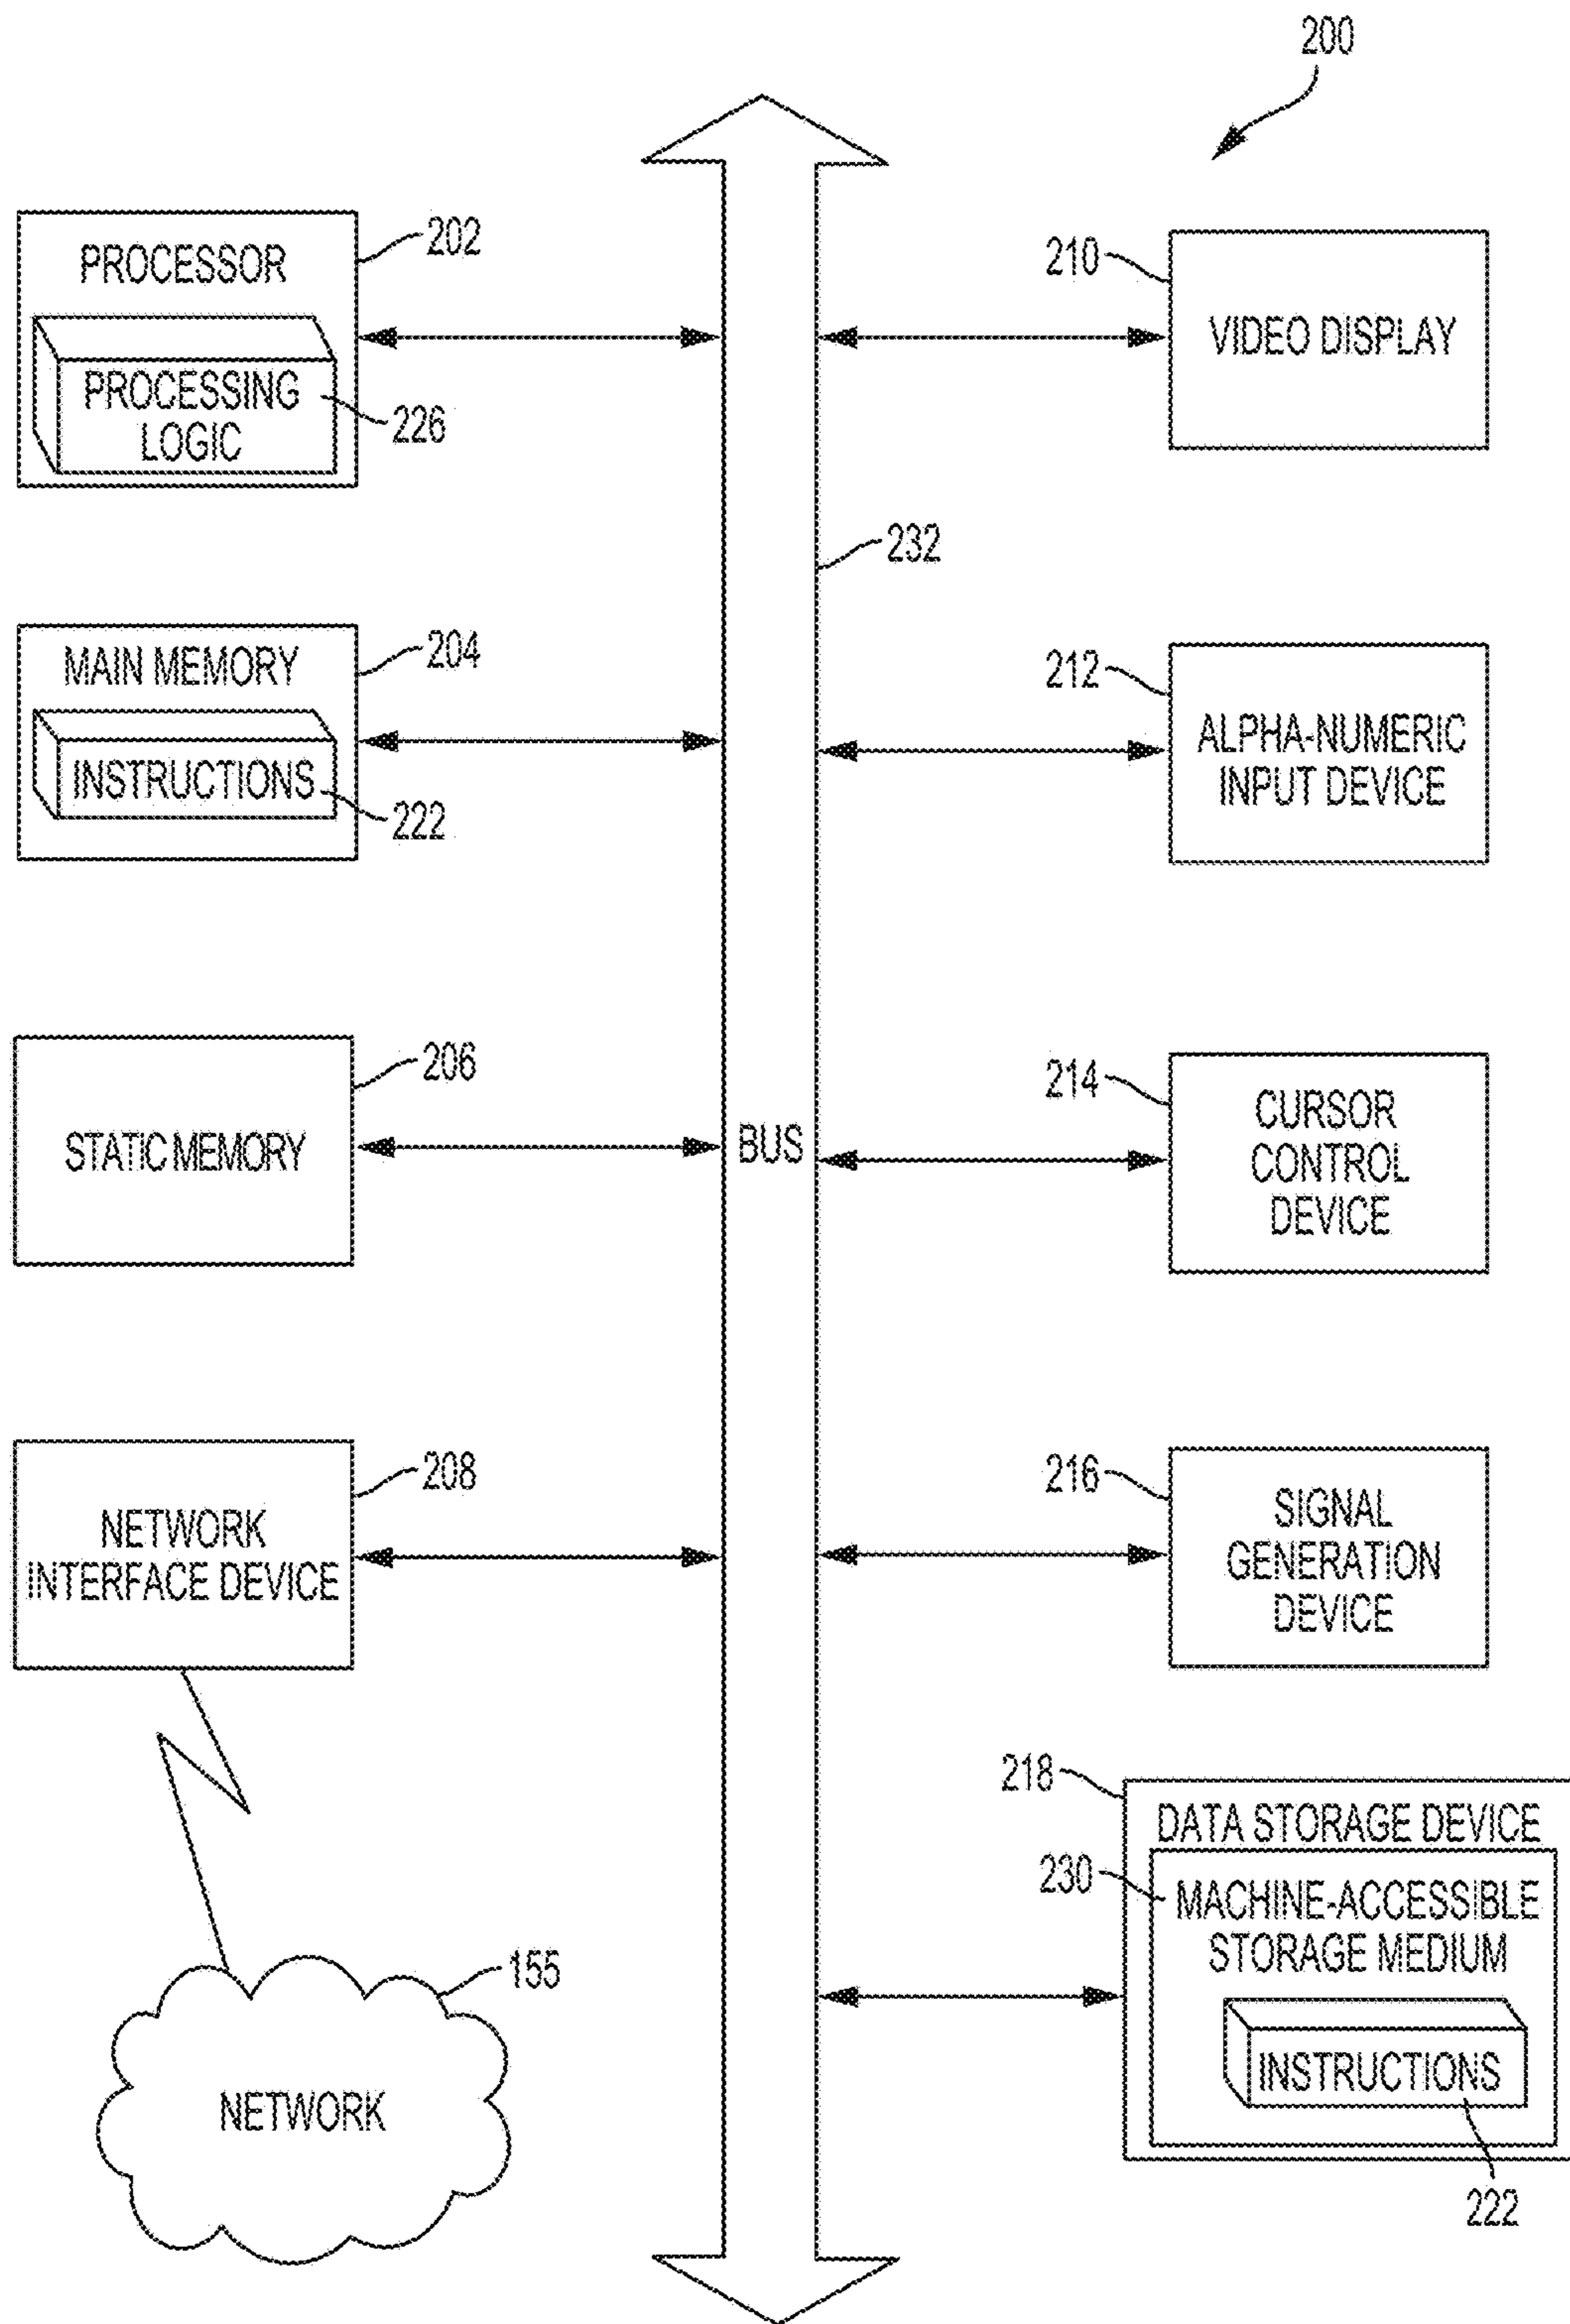 200
PROCESSOR
202
PROCESSING
LOGIC
226
210
VIDEO DISPLAY
232
MAIN MEMORY
204
INSTRUCTIONS
222
212
ALPHA-NUMERIC
INPUT DEVICE
STATIC MEMORY
206
BUS
214
CURSOR
CONTROL
DEVICE
NETWORK
INTERFACE DEVICE
208
216
SIGNAL
GENERATION
DEVICE
218
DATA STORAGE DEVICE
230
MACHINE-ACCESSIBLE
STORAGE MEDIUM
INSTRUCTIONS
222
155
NETWORK